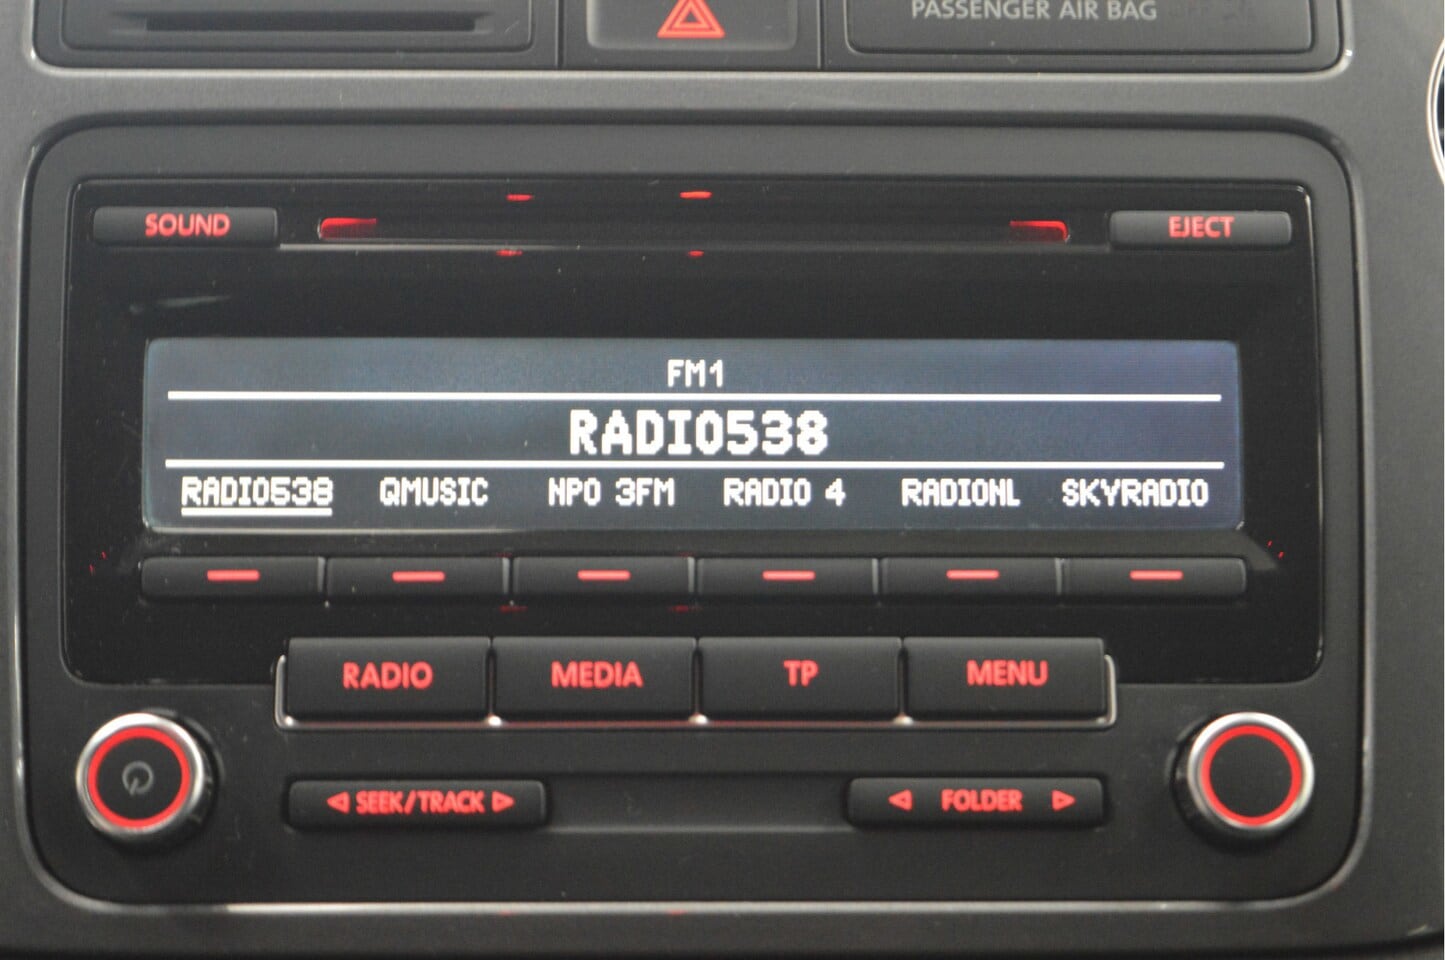 PASSENGER AIR BAG
SOUND
EJECT
FM1
RADIO538
RADIO538 QMUSIC NPO 3FM RADIO 4 RADIONL SKYRADIO
RADIO MEDIA TP MENU
SEEK/TRACK FOLDER